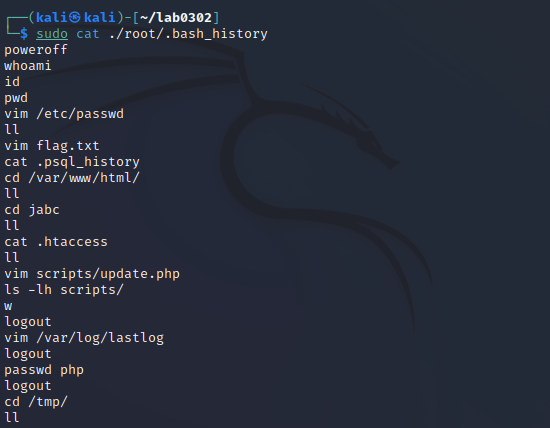 ┌──(kali㉿kali)-[~/lab0302]
└─$ sudo cat ./root/.bash_history
poweroff
whoami
id
pwd
vim /etc/passwd
ll
vim flag.txt
cat .psql_history
cd /var/www/html/
ll
cd jabc
ll
cat .htaccess
ll
vim scripts/update.php
ls -lh scripts/
w
logout
vim /var/log/lastlog
logout
passwd php
logout
cd /tmp/
ll